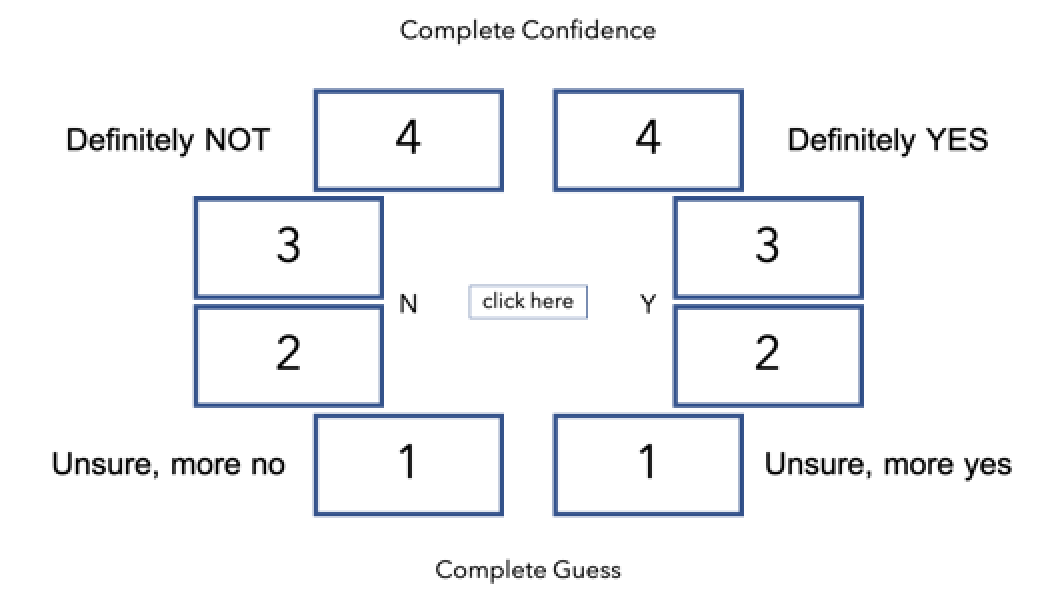 Complete Confidence
Definitely NOT 4 4 Definitely YES
3 3
N click here Y
2 2
Unsure, more no 1 1 Unsure, more yes
Complete Guess